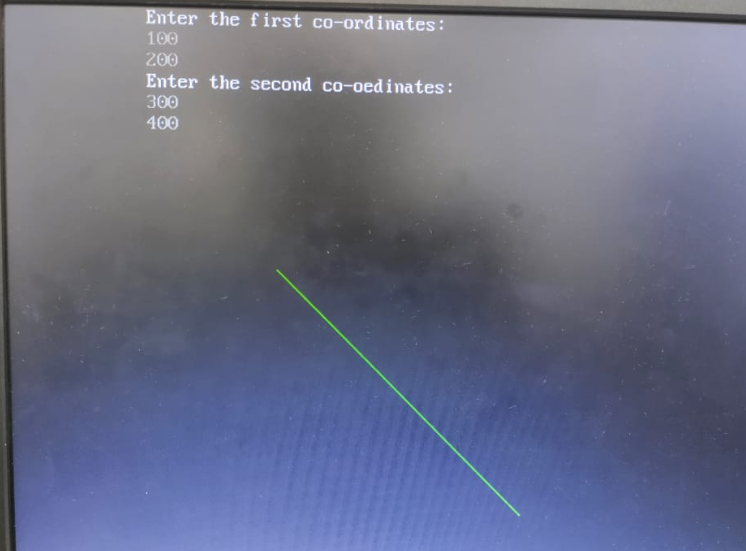 Enter the first co-ordinates:
100
200
Enter the second co-oedinates:
300
400